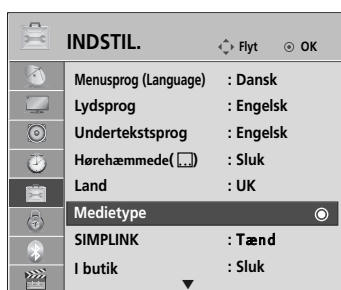 INDSTIL. Flyt OK
Menusprog (Language) : Dansk
Lydsprog : Engelsk
Undertekstsprog : Engelsk
Hørehæmmede( ) : Sluk
Land : UK
Medietype
SIMPLINK : Tænd
I butik : Sluk